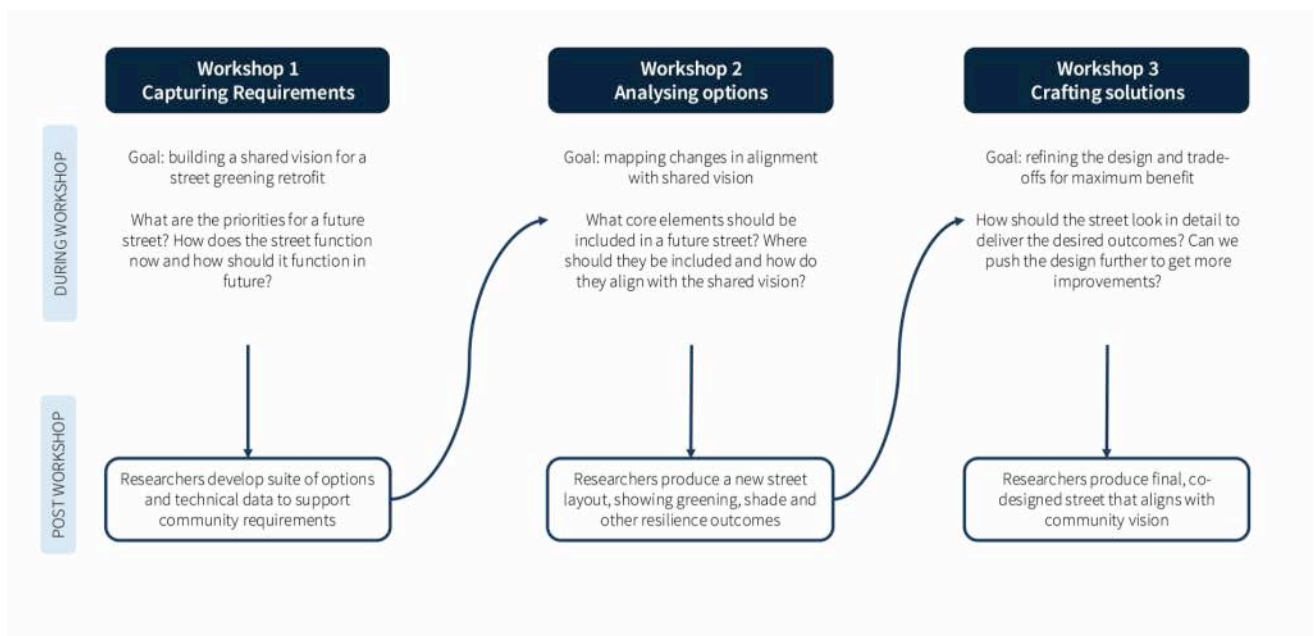 Workshop 1
Capturing Requirements
Workshop 2
Analysing options
Workshop 3
Crafting solutions
DURING WORKSHOP
Goal: building a shared vision for a
street greening retrofit
What are the priorities for a future
street? How does the street function
now and how should it function in
future?
Goal: mapping changes in alignment
with shared vision
What core elements should be
included in a future street? Where
should they be included and how do
they align with the shared vision?
Goal: refining the design and trade-
offs for maximum benefit
How should the street look in detail to
deliver the desired outcomes? Can we
push the design further to get more
improvements?
POST WORKSHOP
Researchers develop suite of options
and technical data to support
community requirements
Researchers produce a new street
layout, showing greening, shade and
other resilience outcomes
Researchers produce final, co-
designed street that aligns with
community vision